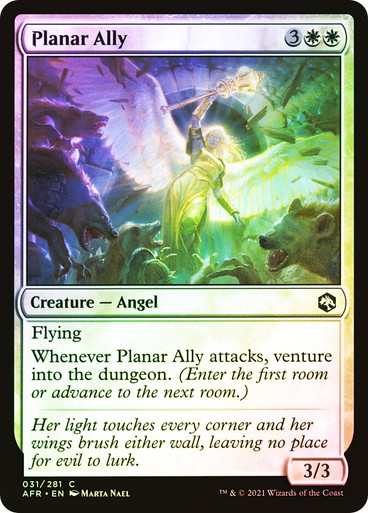 Planar Ally 3
Creature — Angel
Flying
Whenever Planar Ally attacks, venture
into the dungeon. (Enter the first room
or advance to the next room.)
Her light touches every corner and her
wings brush either wall, leaving no place
for evil to lurk.
3/3
031/281 C
AFR • EN Marta Nael ™ & © 2021 Wizards of the Coast